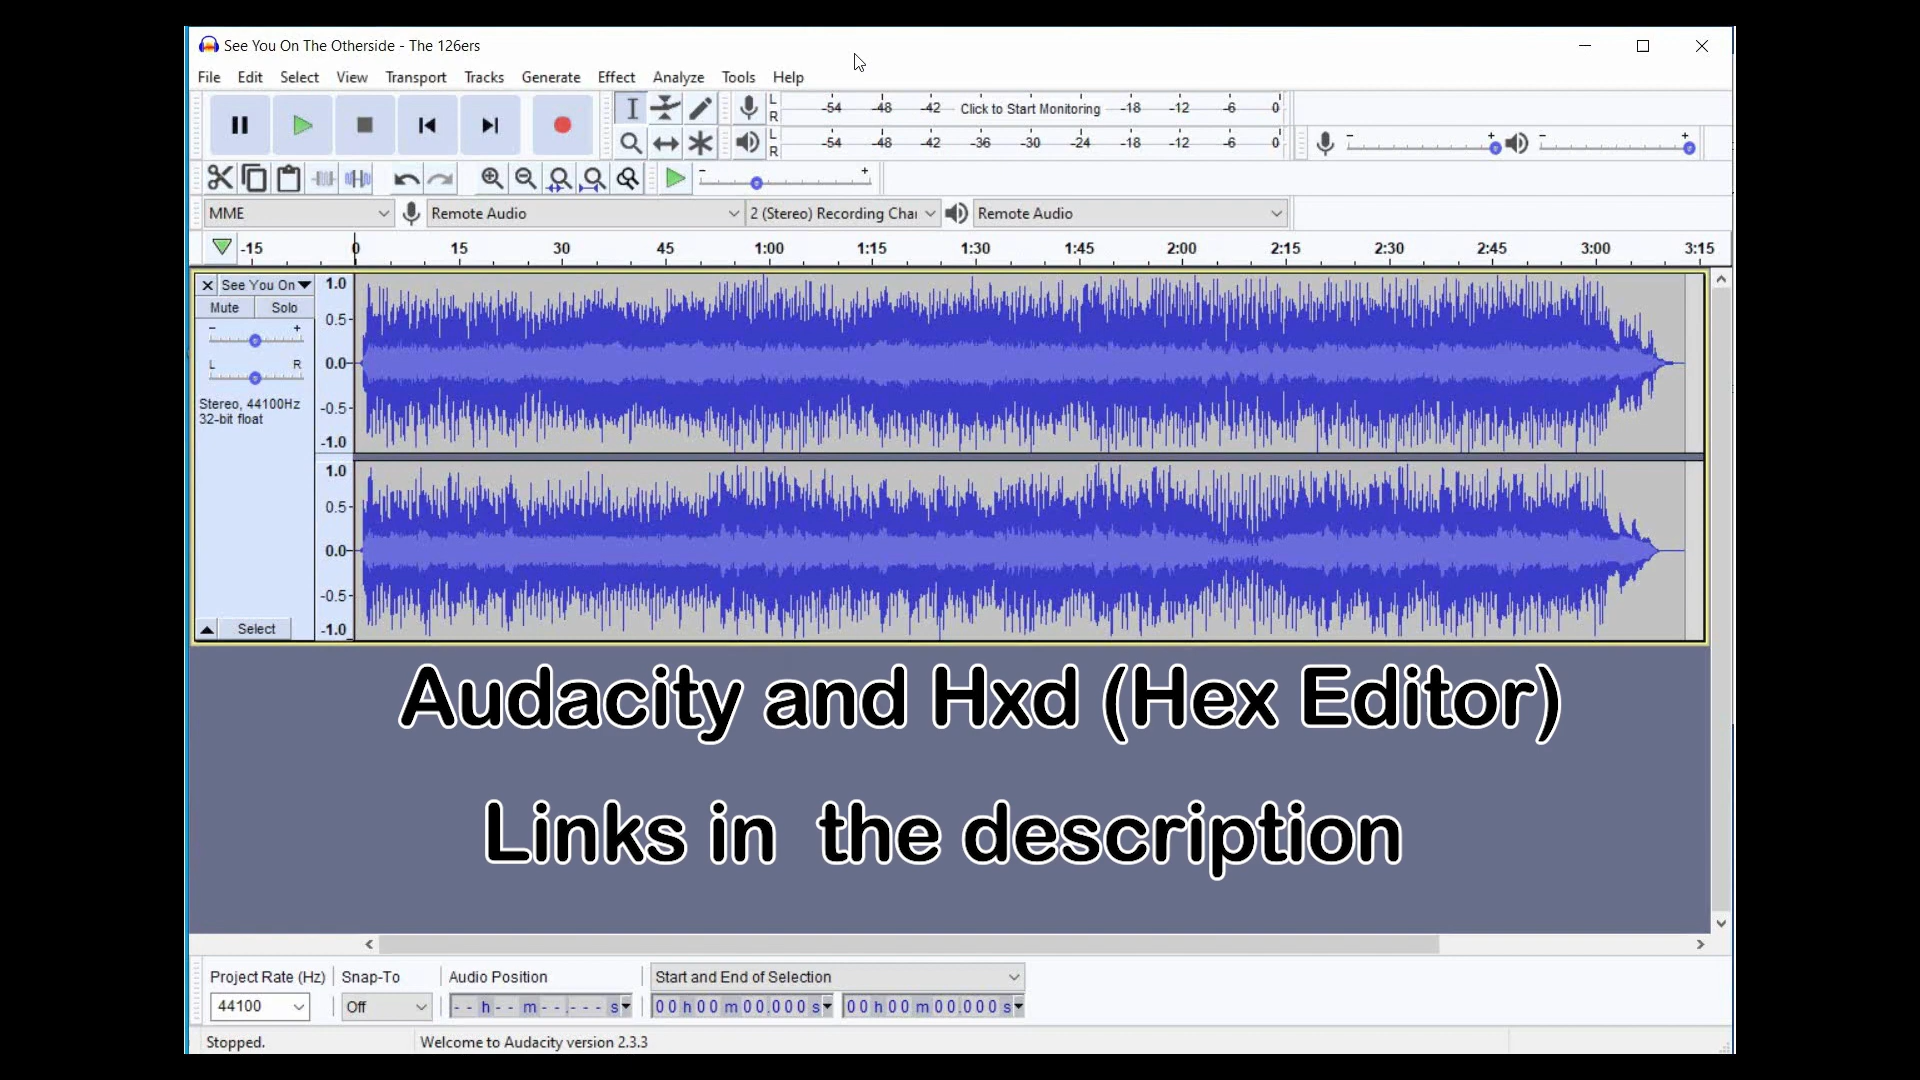 See You On The Otherside - The 126ers
File Edit Select View Transport Tracks Generate Effect Analyze Tools Help
L R -54 -48 -42 Click to Start Monitoring -18 -12 -6 0
L R -54 -48 -42 -36 -30 -24 -18 -12 -6 0
- +
- +
- +
MME Remote Audio 2 (Stereo) Recording Chai Remote Audio
-15 0 15 30 45 1:00 1:15 1:30 1:45 2:00 2:15 2:30 2:45 3:00 3:15
See You On
Mute Solo
- +
L R
Stereo, 44100Hz
32-bit float
Select
1.0
0.5
0.0
-0.5
-1.0
1.0
0.5
0.0
-0.5
-1.0
Audacity and Hxd (Hex Editor)
Links in the description
Project Rate (Hz) Snap-To Audio Position Start and End of Selection
44100 Off -- h -- m --.--- s 00 h 00 m 00.000 s 00 h 00 m 00.000 s
Stopped. Welcome to Audacity version 2.3.3